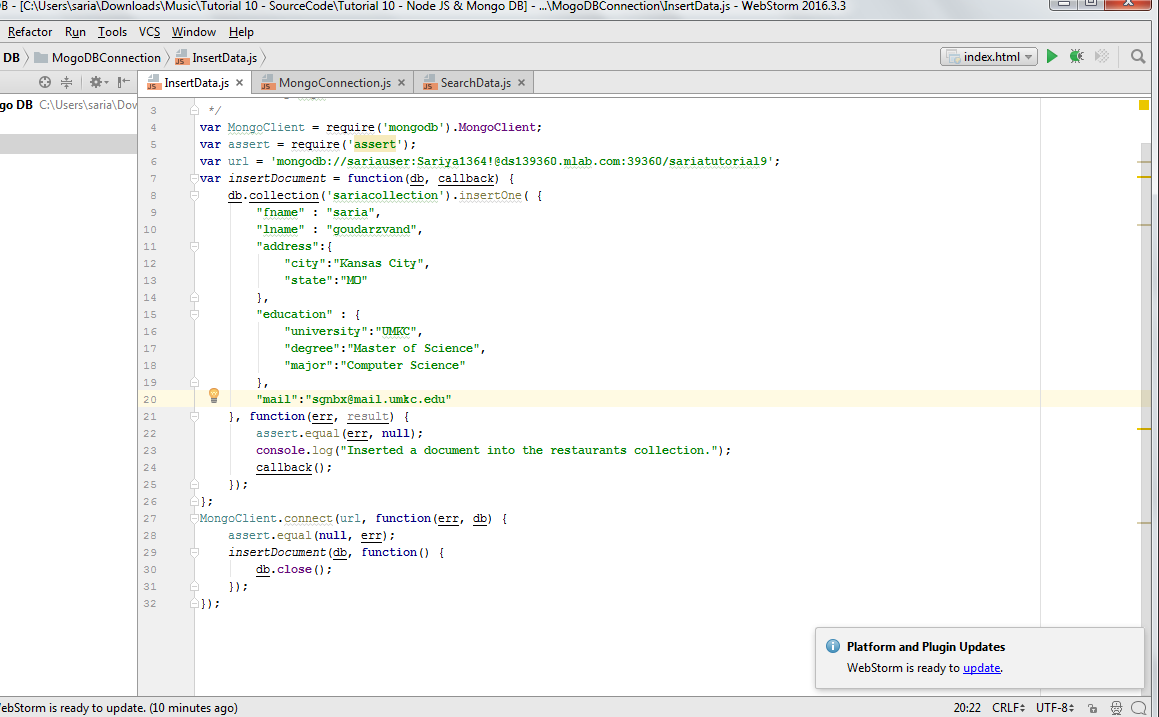 B - [C:\Users\saria\Downloads\Music\Tutorial 10 - SourceCode\Tutorial 10 - Node JS & Mongo DB] - ...\MogoDBConnection\InsertData.js - WebStorm 2016.3.3
Refactor Run Tools VCS Window Help
DB MogoDBConnection InsertData.js index.html
InsertData.js MongoConnection.js SearchData.js
go DB C:\Users\saria\Dow
3 */
4 var MongoClient = require('mongodb').MongoClient;
5 var assert = require('assert');
6 var url = 'mongodb://sariauser:Sariya1364!@ds139360.mlab.com:39360/sariatutorial9';
7 var insertDocument = function(db, callback) {
8 db.collection('sariacollection').insertOne( {
9 "fname" : "saria",
10 "lname" : "goudarzvand",
11 "address":{
12 "city":"Kansas City",
13 "state":"MO"
14 },
15 "education" : {
16 "university":"UMKC",
17 "degree":"Master of Science",
18 "major":"Computer Science"
19 },
20 "mail":"sgnbx@mail.umkc.edu"
21 }, function(err, result) {
22 assert.equal(err, null);
23 console.log("Inserted a document into the restaurants collection.");
24 callback();
25 });
26 };
27 MongoClient.connect(url, function(err, db) {
28 assert.equal(null, err);
29 insertDocument(db, function() {
30 db.close();
31 });
32 });
Platform and Plugin Updates
WebStorm is ready to update.
ebStorm is ready to update. (10 minutes ago) 20:22 CRLF UTF-8